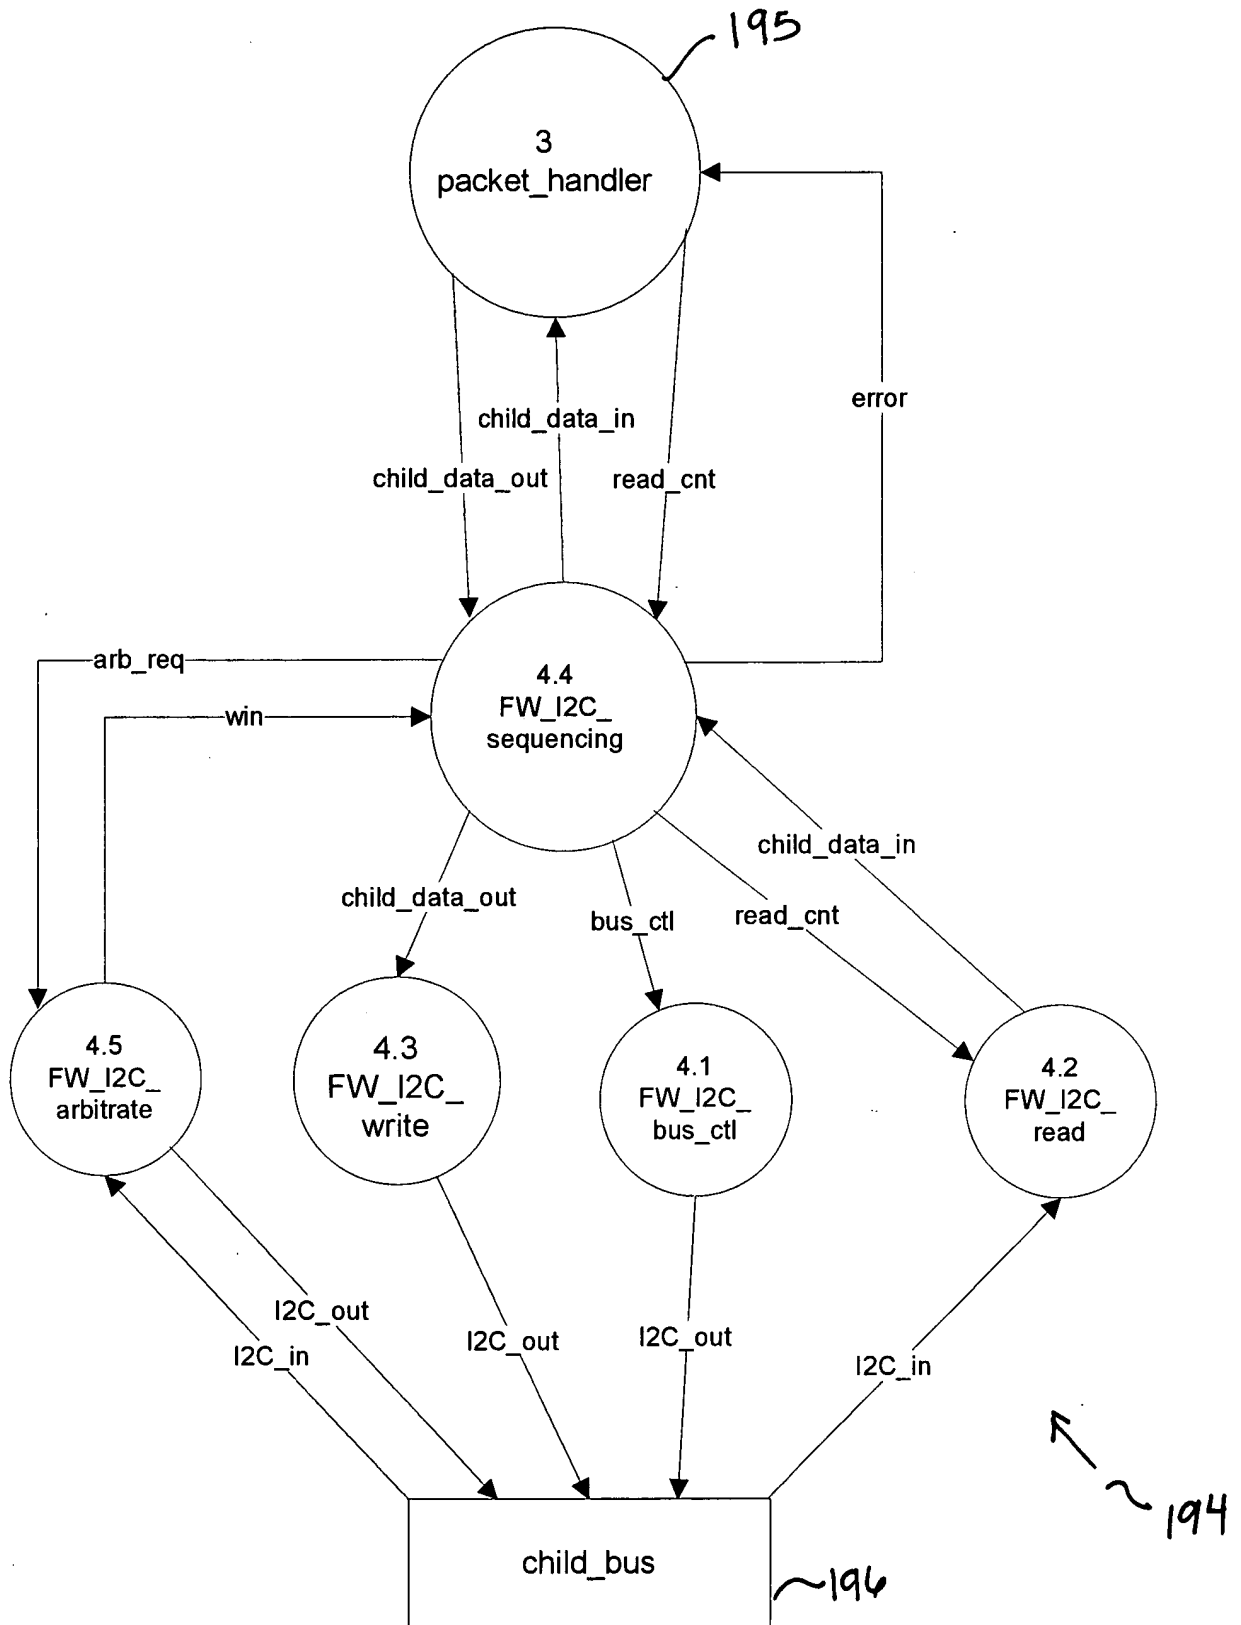 195
3
packet_handler
error
child_data_in
child_data_out
read_cnt
arb_req
4.4
FW_I2C_
sequencing
win
child_data_in
child_data_out
bus_ctl
read_cnt
4.5
FW_I2C_
arbitrate
4.3
FW_I2C_
write
4.1
FW_I2C_
bus_ctl
4.2
FW_I2C_
read
I2C_out
I2C_in
I2C_out
I2C_out
I2C_in
194
child_bus
196